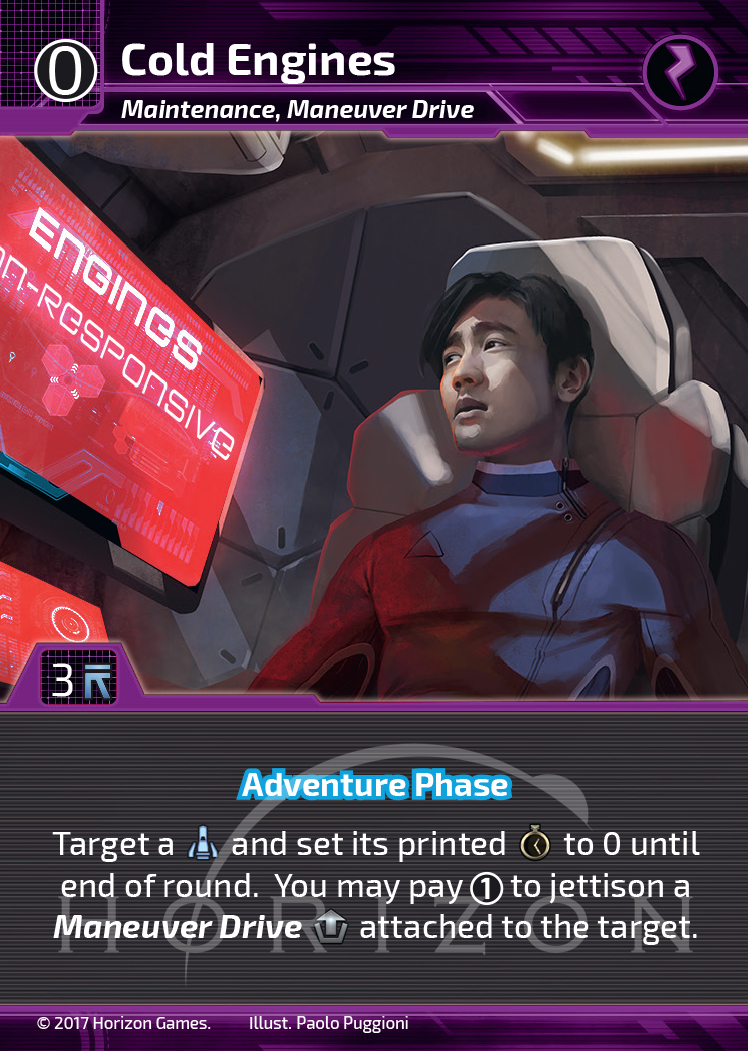 0
Cold Engines
Maintenance, Maneuver Drive
ENGINES
NON-RESPONSIVE
3
Adventure Phase
Target a and set its printed to 0 until
end of round. You may pay 1 to jettison a
Maneuver Drive attached to the target.
HORIZON
© 2017 Horizon Games. Illust. Paolo Puggioni